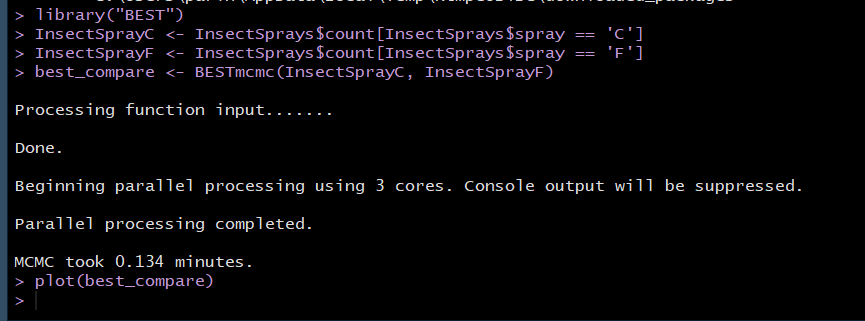 > library("BEST")
> InsectSprayC <- InsectSprays$count[InsectSprays$spray == 'C']
> InsectSprayF <- InsectSprays$count[InsectSprays$spray == 'F']
> best_compare <- BESTmcmc(InsectSprayC, InsectSprayF)
Processing function input.......
Done.
Beginning parallel processing using 3 cores. Console output will be suppressed.
Parallel processing completed.
MCMC took 0.134 minutes.
> plot(best_compare)
>